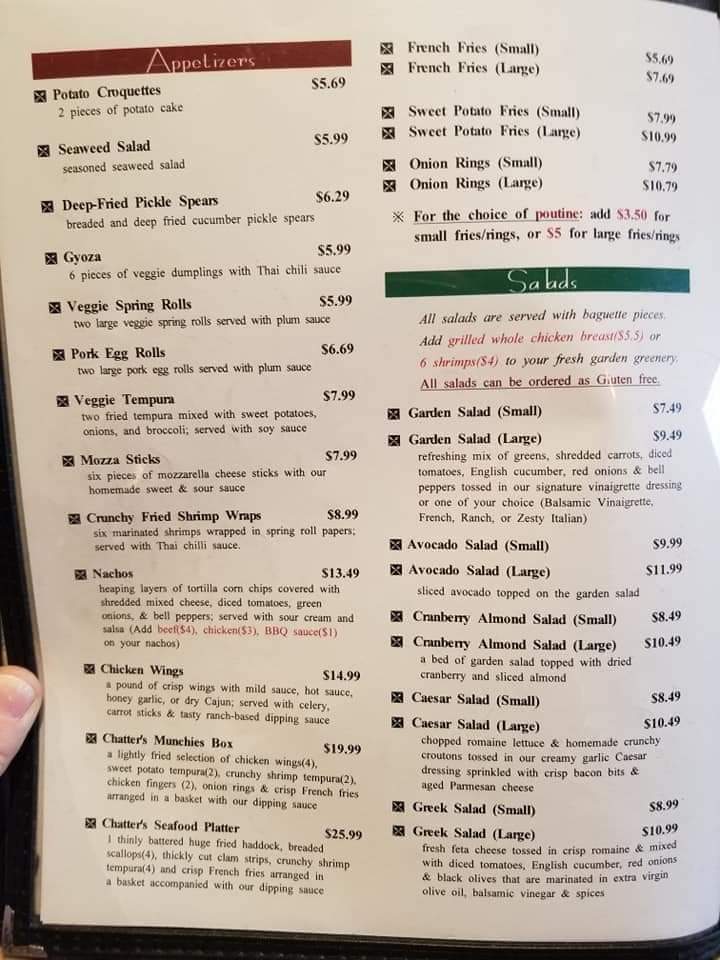 Appetizers
Potato Croquettes $5.69
2 pieces of potato cake
Seaweed Salad $5.99
seasoned seaweed salad
Deep-Fried Pickle Spears $6.29
breaded and deep fried cucumber pickle spears
Gyoza $5.99
6 pieces of veggie dumplings with Thai chili sauce
Veggie Spring Rolls $5.99
two large veggie spring rolls served with plum sauce
Pork Egg Rolls $6.69
two large pork egg rolls served with plum sauce
Veggie Tempura $7.99
two fried tempura mixed with sweet potatoes,
onions, and broccoli; served with soy sauce
Mozza Sticks $7.99
six pieces of mozzarella cheese sticks with our
homemade sweet & sour sauce
Crunchy Fried Shrimp Wraps $8.99
six marinated shrimps wrapped in spring roll papers;
served with Thai chilli sauce.
Nachos $13.49
heaping layers of tortilla corn chips covered with
shredded mixed cheese, diced tomatoes, green
onions, & bell peppers; served with sour cream and
salsa (Add beef($4), chicken($3), BBQ sauce($1)
on your nachos)
Chicken Wings $14.99
a pound of crisp wings with mild sauce, hot sauce,
honey garlic, or dry Cajun; served with celery,
carrot sticks & tasty ranch-based dipping sauce
Chatter's Munchies Box $19.99
a lightly fried selection of chicken wings(4),
sweet potato tempura(2), crunchy shrimp tempura(2),
chicken fingers (2), onion rings & crisp French fries
arranged in a basket with our dipping sauce
Chatter's Seafood Platter $25.99
1 thinly battered huge fried haddock, breaded
scallops(4), thickly cut clam strips, crunchy shrimp
tempura(4) and crisp French fries arranged in
a basket accompanied with our dipping sauce
French Fries (Small) $5.69
French Fries (Large) $7.69
Sweet Potato Fries (Small) $7.99
Sweet Potato Fries (Large) $10.99
Onion Rings (Small) $7.79
Onion Rings (Large) $10.79
※ For the choice of poutine: add $3.50 for
small fries/rings, or $5 for large fries/rings
Salads
All salads are served with baguette pieces.
Add grilled whole chicken breast($5.5) or
6 shrimps($4) to your fresh garden greenery.
All salads can be ordered as Gluten free.
Garden Salad (Small) $7.49
Garden Salad (Large) $9.49
refreshing mix of greens, shredded carrots, diced
tomatoes, English cucumber, red onions & bell
peppers tossed in our signature vinaigrette dressing
or one of your choice (Balsamic Vinaigrette,
French, Ranch, or Zesty Italian)
Avocado Salad (Small) $9.99
Avocado Salad (Large) $11.99
sliced avocado topped on the garden salad
Cranberry Almond Salad (Small) $8.49
Cranberry Almond Salad (Large) $10.49
a bed of garden salad topped with dried
cranberry and sliced almond
Caesar Salad (Small) $8.49
Caesar Salad (Large) $10.49
chopped romaine lettuce & homemade crunchy
croutons tossed in our creamy garlic Caesar
dressing sprinkled with crisp bacon bits &
aged Parmesan cheese
Greek Salad (Small) $8.99
Greek Salad (Large) $10.99
fresh feta cheese tossed in crisp romaine & mixed
with diced tomatoes, English cucumber, red onions
& black olives that are marinated in extra virgin
olive oil, balsamic vinegar & spices